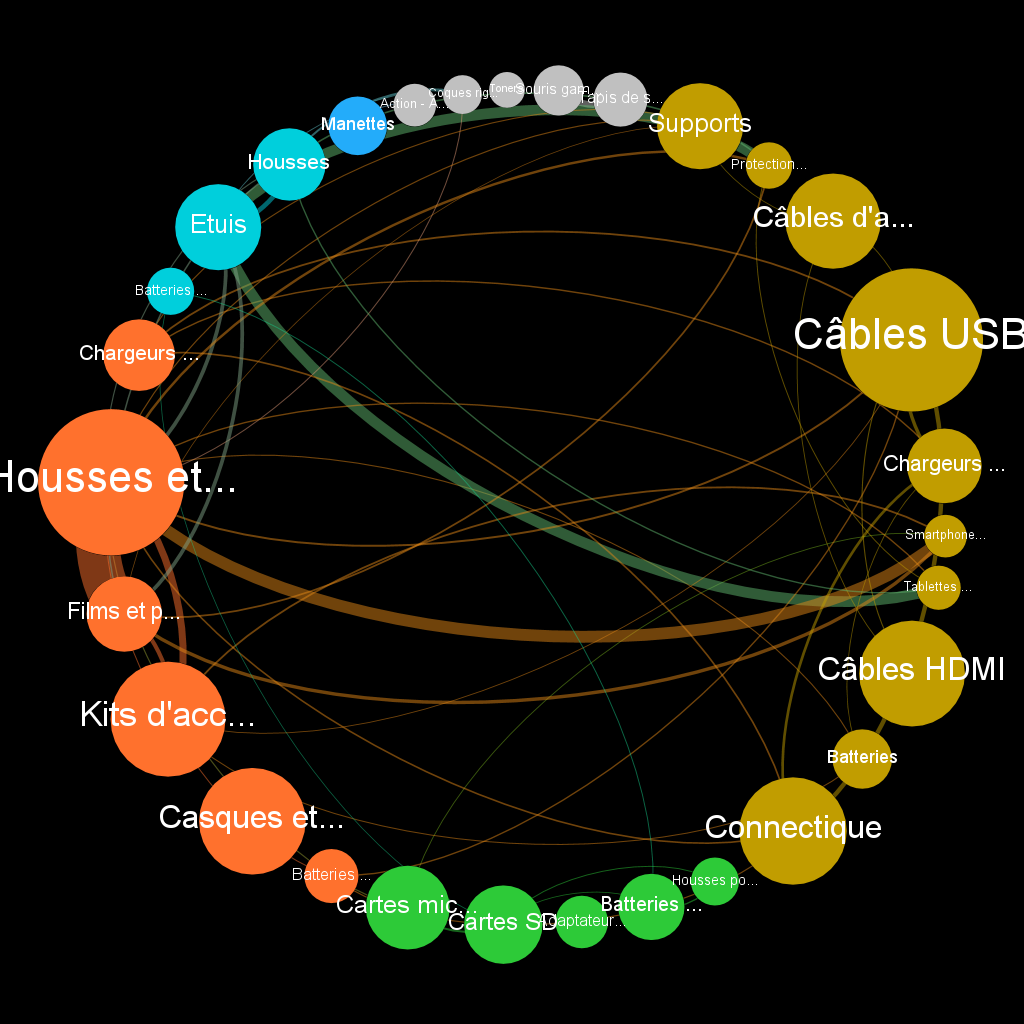 Toners
Coques rig...
Souris gam...
Tapis de s...
Action - A...
Manettes
Supports
Housses
Protection...
Etuis
Câbles d'a...
Batteries ...
Câbles USB
Chargeurs ...
Chargeurs ...
Housses et...
Smartphone...
Tablettes ...
Films et p...
Câbles HDMI
Kits d'acc...
Batteries
Casques et...
Connectique
Batteries ...
Housses po...
Cartes mic...
Batteries ...
Cartes SD
Adaptateur...